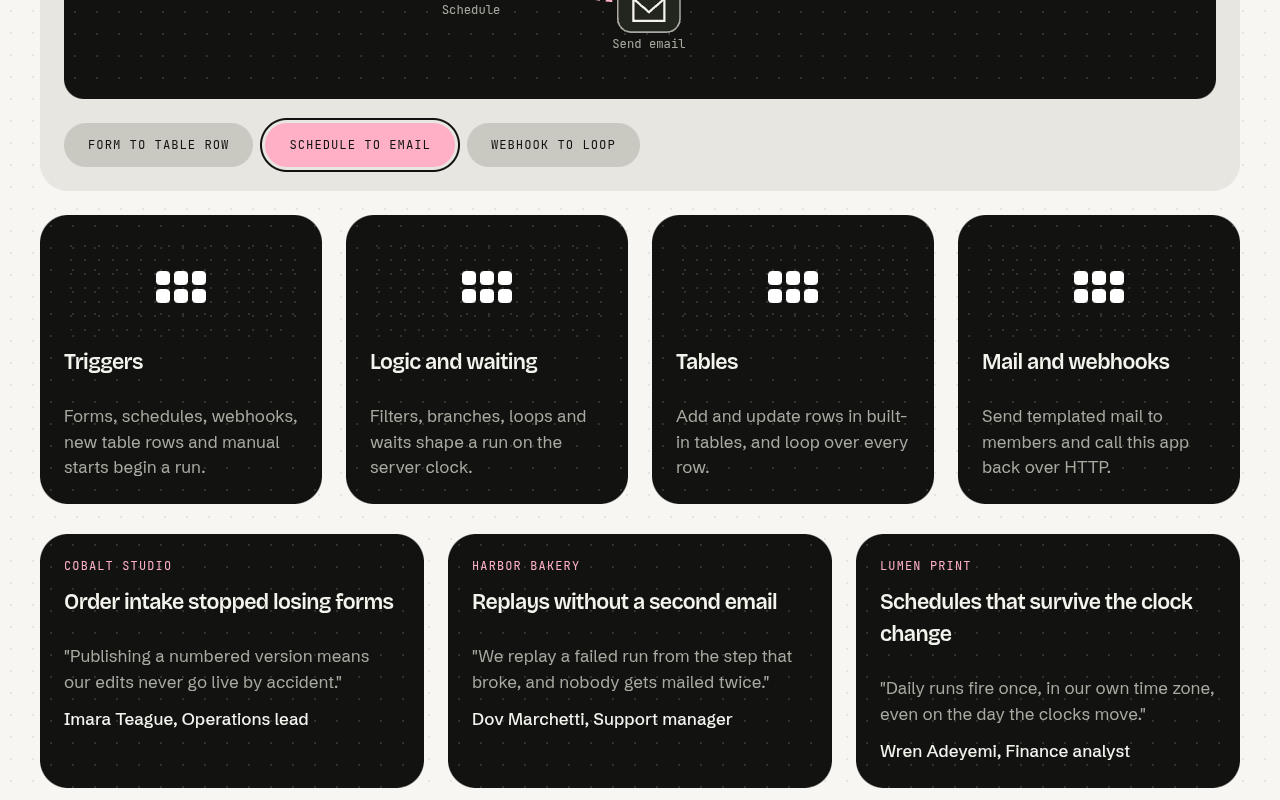 Schedule
Send email
FORM TO TABLE ROW
SCHEDULE TO EMAIL
WEBHOOK TO LOOP
Triggers
Forms, schedules, webhooks,
new table rows and manual
starts begin a run.
Logic and waiting
Filters, branches, loops and
waits shape a run on the
server clock.
Tables
Add and update rows in built-
in tables, and loop over every
row.
Mail and webhooks
Send templated mail to
members and call this app
back over HTTP.
COBALT STUDIO
Order intake stopped losing forms
"Publishing a numbered version means
our edits never go live by accident."
Imara Teague, Operations lead
HARBOR BAKERY
Replays without a second email
"We replay a failed run from the step that
broke, and nobody gets mailed twice."
Dov Marchetti, Support manager
LUMEN PRINT
Schedules that survive the clock
change
"Daily runs fire once, in our own time zone,
even on the day the clocks move."
Wren Adeyemi, Finance analyst